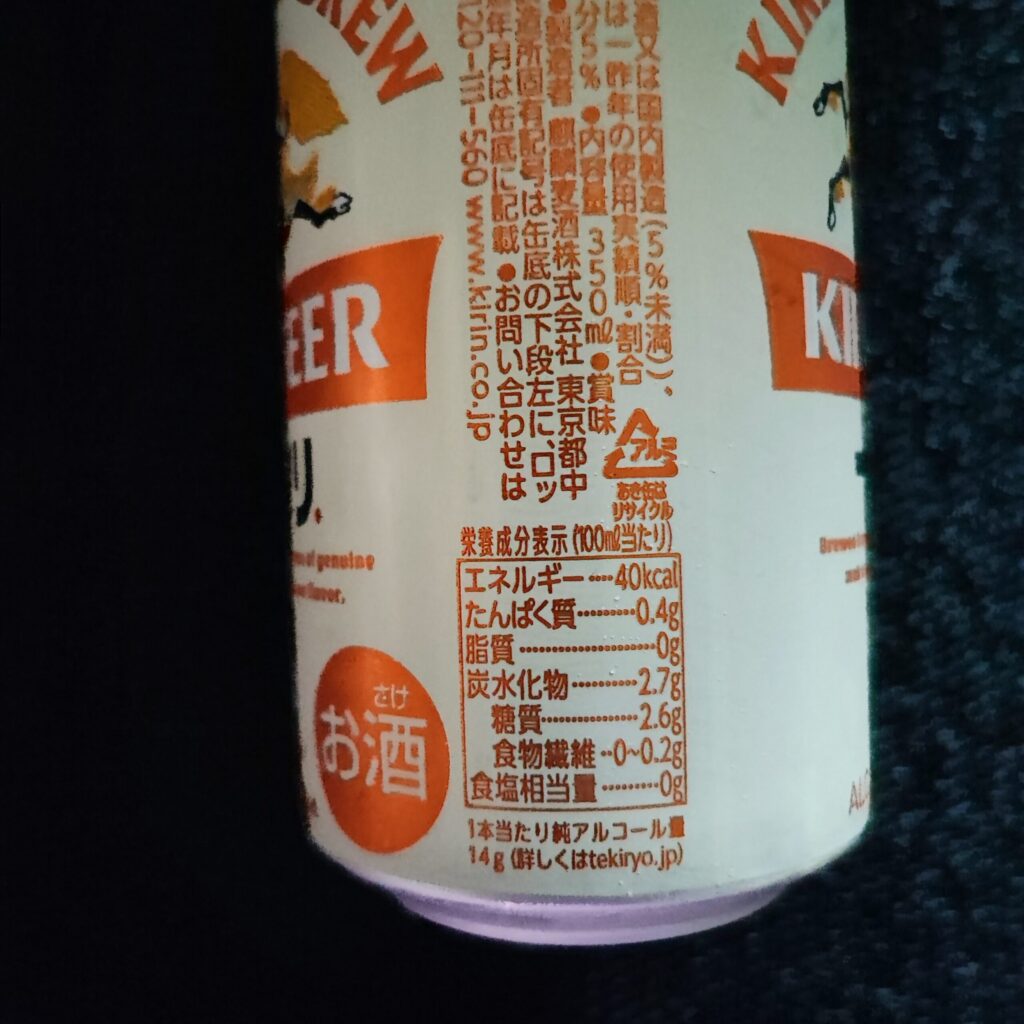 造又は国内製造(5%未満)、
は一昨年の使用実績順・割合
分5% ●内容量 350ml ●賞味
●製造者 麒麟麦酒株式会社 東京都中
造所固有記号は缶底の下段左に、ロッ
年月は缶底に記載 ●お問い合わせは
120-111-560 www.kirin.co.jp
アルミ
あき缶は
リサイクル
栄養成分表示(100ml当たり)
エネルギー‥‥40kcal
たんぱく質………0.4g
脂質………………0g
炭水化物………2.7g
糖質…………2.6g
食物繊維‥0~0.2g
食塩相当量………0g
1本当たり純アルコール量
14g(詳しくはtekiryo.jp)
さけ
お酒
EER
リ.
of genuine
flavor.
KI
Brewed